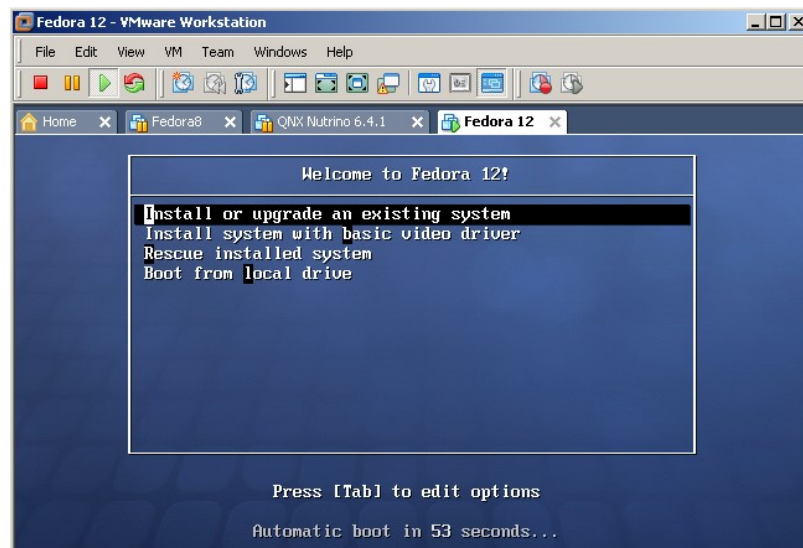 Fedora 12 - VMware Workstation
File Edit View VM Team Windows Help
Home Fedora8 QNX Nutrino 6.4.1 Fedora 12
Welcome to Fedora 12!
Install or upgrade an existing system
Install system with basic video driver
Rescue installed system
Boot from local drive
Press [Tab] to edit options
Automatic boot in 53 seconds...